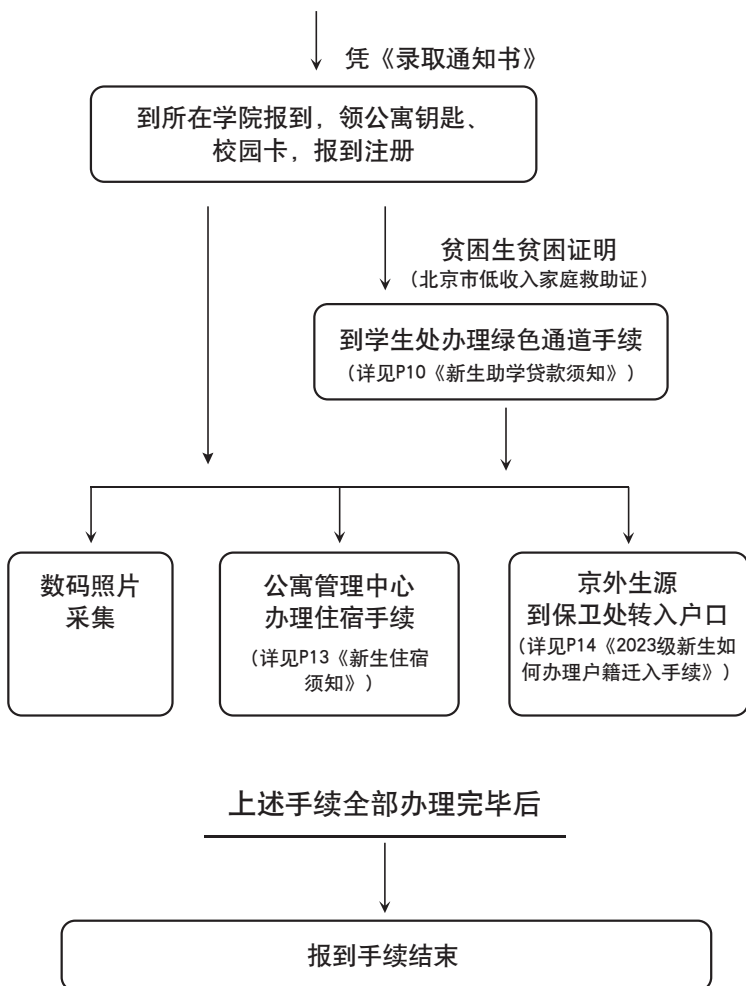 凭《录取通知书》
到所在学院报到，领公寓钥匙、
校园卡，报到注册
贫困生贫困证明
（北京市低收入家庭救助证）
到学生处办理绿色通道手续
（详见P10《新生助学贷款须知》）
数码照片
采集
公寓管理中心
办理住宿手续
（详见P13《新生住宿
须知》）
京外生源
到保卫处转入户口
（详见P14《2023级新生如
何办理户籍迁入手续》）
上述手续全部办理完毕后
报到手续结束